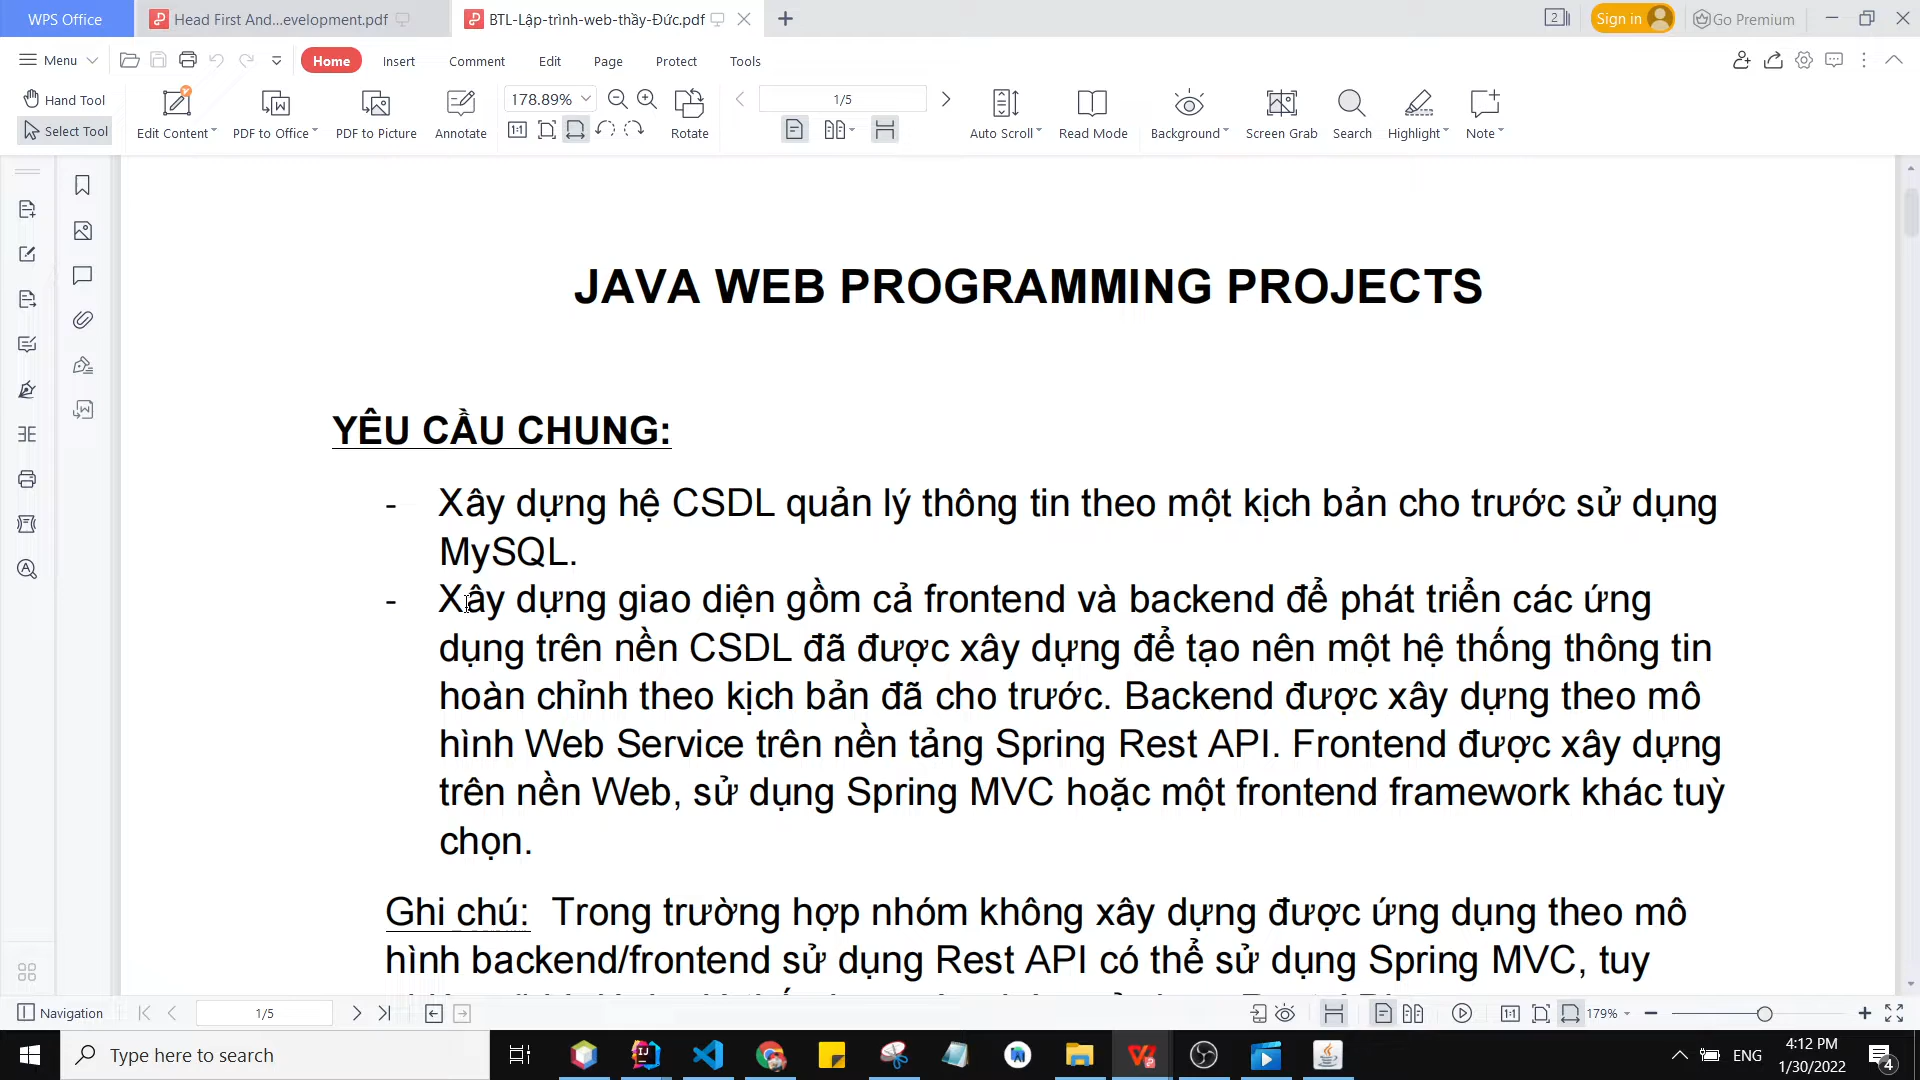 WPS Office
Head First And...evelopment.pdf
BTL-Lập-trình-web-thầy-Đức.pdf
2
Sign in
Go Premium
Menu
Home
Insert
Comment
Edit
Page
Protect
Tools
Hand Tool
Select Tool
Edit Content
PDF to Office
PDF to Picture
Annotate
178.89%
1:1
Rotate
1/5
Auto Scroll
Read Mode
Background
Screen Grab
Search
Highlight
Note
JAVA WEB PROGRAMMING PROJECTS
YÊU CẦU CHUNG:
- Xây dựng hệ CSDL quản lý thông tin theo một kịch bản cho trước sử dụng
MySQL.
- Xây dựng giao diện gồm cả frontend và backend để phát triển các ứng
dụng trên nền CSDL đã được xây dựng để tạo nên một hệ thống thông tin
hoàn chỉnh theo kịch bản đã cho trước. Backend được xây dựng theo mô
hình Web Service trên nền tảng Spring Rest API. Frontend được xây dựng
trên nền Web, sử dụng Spring MVC hoặc một frontend framework khác tuỳ
chọn.
Ghi chú: Trong trường hợp nhóm không xây dựng được ứng dụng theo mô
hình backend/frontend sử dụng Rest API có thể sử dụng Spring MVC, tuy
Navigation
1/5
1:1
179%
Type here to search
ENG
4:12 PM
1/30/2022
4